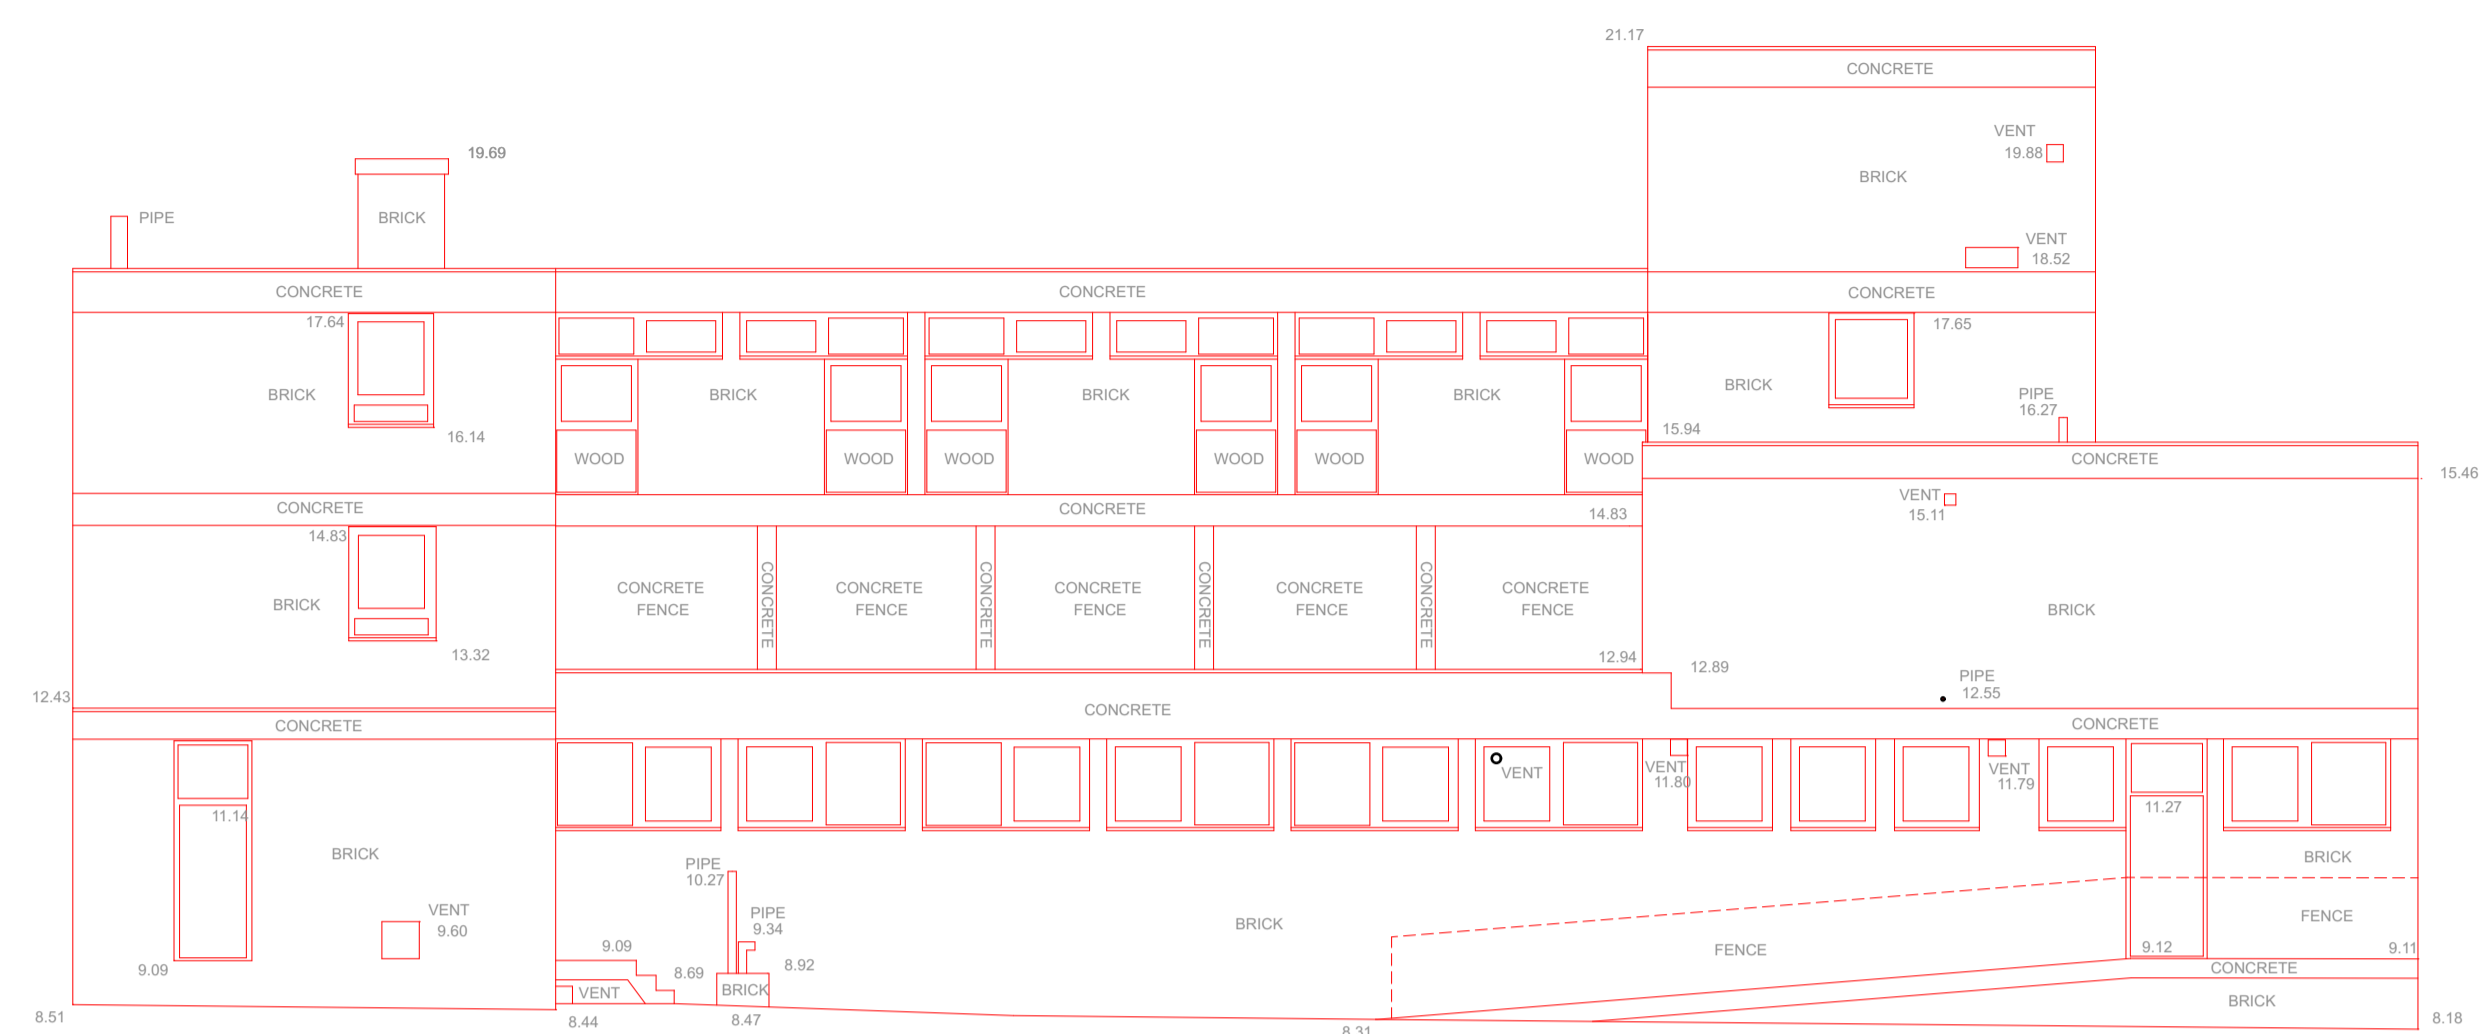 21.17
CONCRETE
VENT
19.88
19.69
BRICK
PIPE
BRICK
VENT
18.52
CONCRETE
CONCRETE
CONCRETE
17.64
17.65
BRICK
BRICK
BRICK
BRICK
BRICK
PIPE
16.27
16.14
15.94
WOOD
WOOD
WOOD
WOOD
WOOD
WOOD
CONCRETE
15.46
VENT
15.11
CONCRETE
CONCRETE
14.83
14.83
CONCRETE
FENCE
CONCRETE
CONCRETE
FENCE
CONCRETE
CONCRETE
FENCE
CONCRETE
CONCRETE
FENCE
CONCRETE
CONCRETE
FENCE
BRICK
BRICK
13.32
12.94
12.89
PIPE
12.55
12.43
CONCRETE
CONCRETE
CONCRETE
VENT
VENT
11.80
VENT
11.79
11.14
11.27
BRICK
BRICK
PIPE
10.27
VENT
9.60
PIPE
9.34
BRICK
FENCE
9.09
9.09
FENCE
9.12
9.11
8.69
8.92
CONCRETE
VENT
BRICK
BRICK
8.51
8.44
8.47
8.31
8.18